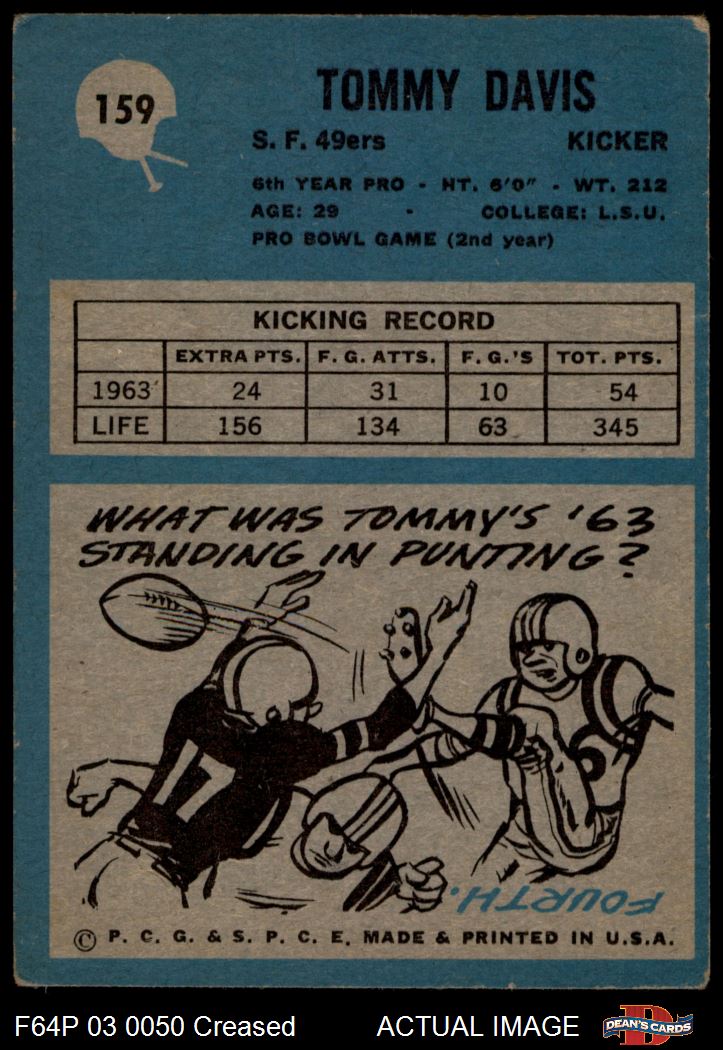 159
TOMMY DAVIS
S. F. 49ers KICKER
6th YEAR PRO - HT. 6'0" - WT. 212
AGE: 29 - COLLEGE: L.S.U.
PRO BOWL GAME (2nd year)
KICKING RECORD
EXTRA PTS. F. G. ATTS. F. G.'S TOT. PTS.
1963 24 31 10 54
LIFE 156 134 63 345
WHAT WAS TOMMY'S '63
STANDING IN PUNTING?
17
FOURTH.
© P. C. G. & S. P. C. E. MADE & PRINTED IN U.S.A.
F64P 03 0050 Creased ACTUAL IMAGE D DEAN'S CARDS